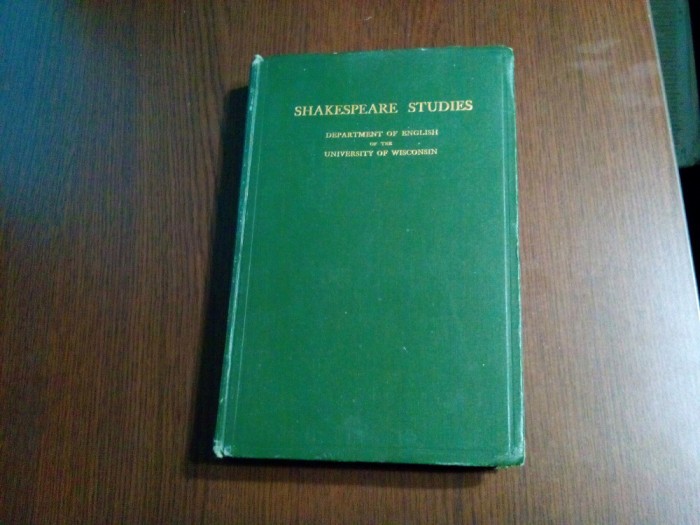 SHAKESPEARE STUDIES
DEPARTMENT OF ENGLISH
OF THE
UNIVERSITY OF WISCONSIN